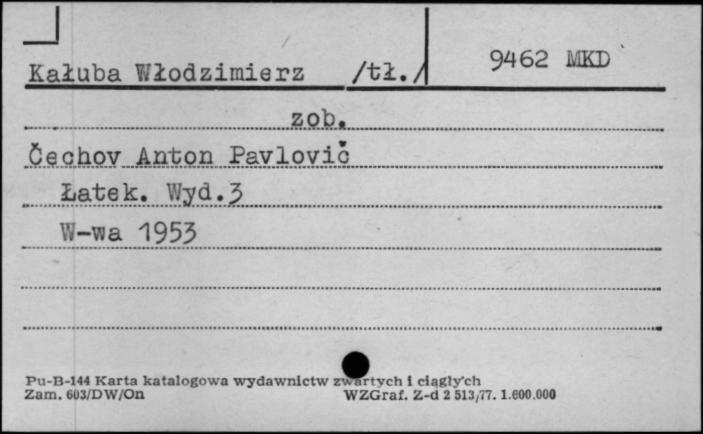 Kałuba Włodzimierz /tł./ 9462 MKD
zob.
Čechov Anton Pavlovič
Łatek. Wyd.3
W-wa 1953
Pu-B-144 Karta katalogowa wydawnictw zwartych i ciągłych
Zam. 603/DW/On WZGraf. Z-d 2 513/77. 1.600.000